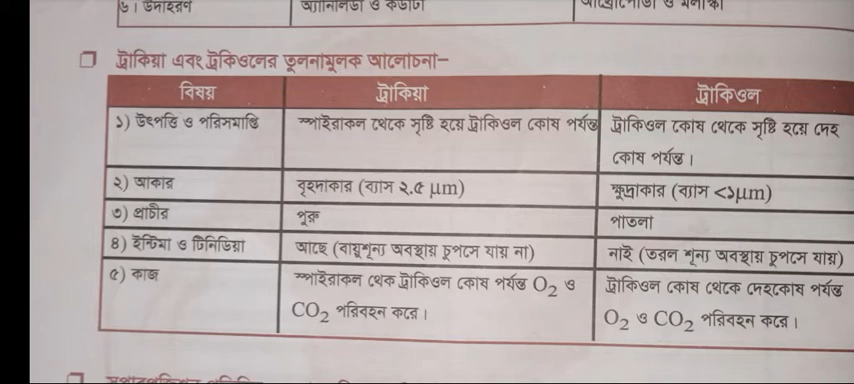 ৬। উদাহরণ
❑ ট্রাকিয়া এবং ট্রাকিওলের তুলনামুলক আলোচনা–
বিষয় ট্রাকিয়া ট্রাকিওল
১) উৎপত্তি ও পরিসমাপ্তি স্পাইরাকল থেকে সৃষ্টি হয়ে ট্রাকিওল কোষ পর্যন্ত ট্রাকিওল কোষ থেকে সৃষ্টি হয়ে দেহ
কোষ পর্যন্ত।
২) আকার বৃহদাকার (ব্যাস ২.৫ μm) ক্ষুদ্রাকার (ব্যাস <১μm)
৩) প্রাচীর পুরু পাতলা
৪) ইন্টিমা ও টিনিডিয়া আছে (বায়ুশূন্য অবস্থায় চুপসে যায় না) নাই (তরল শূন্য অবস্থায় চুপসে যায়)
৫) কাজ স্পাইরাকল থেক ট্রাকিওল কোষ পর্যন্ত O₂ ও ট্রাকিওল কোষ থেকে দেহকোষ পর্যন্ত
CO₂ পরিবহন করে। O₂ ও CO₂ পরিবহন করে।